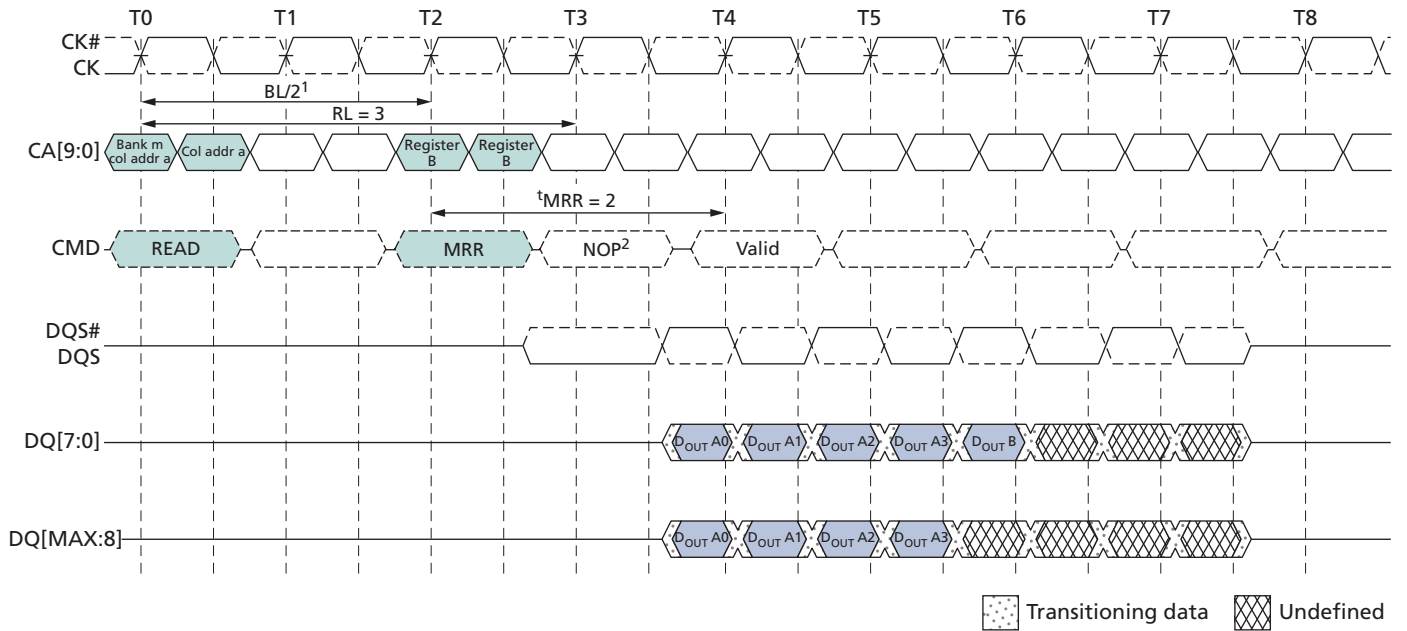 T0 T1 T2 T3 T4 T5 T6 T7 T8
CK#
CK
BL/2¹
RL = 3
CA[9:0]
Bank m
col addr a
Col addr a
Register
B
Register
B
ᵗMRR = 2
CMD READ MRR NOP² Valid
DQS#
DQS
DQ[7:0] DOUT A0 DOUT A1 DOUT A2 DOUT A3 DOUT B
DQ[MAX:8] DOUT A0 DOUT A1 DOUT A2 DOUT A3
Transitioning data Undefined